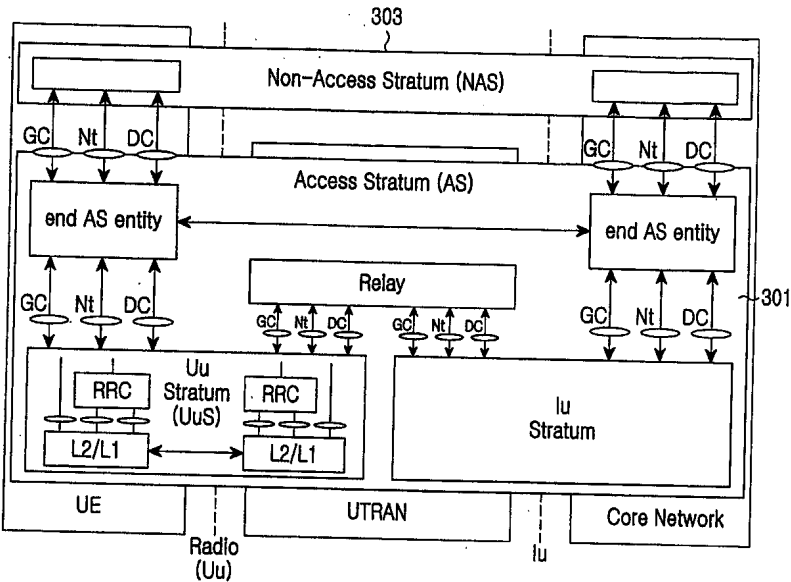 303
Non-Access Stratum (NAS)
GC Nt DC
GC Nt DC
Access Stratum (AS)
end AS entity
end AS entity
Relay
301
GC Nt DC
GC Nt DC
GC Nt DC
GC Nt DC
Uu
Stratum
(UuS)
RRC
RRC
L2/L1
L2/L1
Iu
Stratum
UE
UTRAN
Core Network
Radio
(Uu)
Iu